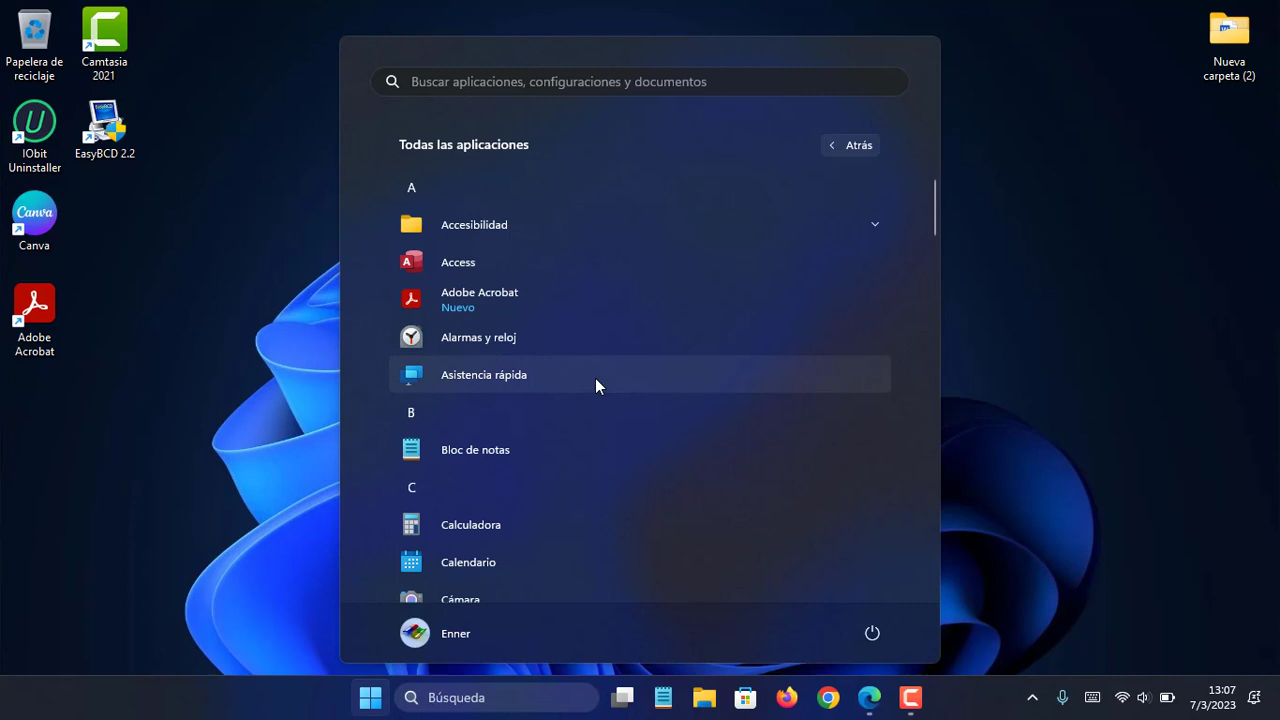 Papelera de
reciclaje
Camtasia
2021
IObit
Uninstaller
EasyBCD
EasyBCD 2.2
Canva
Canva
Adobe
Acrobat
Nueva
carpeta (2)
Buscar aplicaciones, configuraciones y documentos
Todas las aplicaciones
Atrás
A
Accesibilidad
Access
Adobe Acrobat
Nuevo
Alarmas y reloj
Asistencia rápida
B
Bloc de notas
C
Calculadora
Calendario
Cámara
Enner
Búsqueda
13:07
7/3/2023